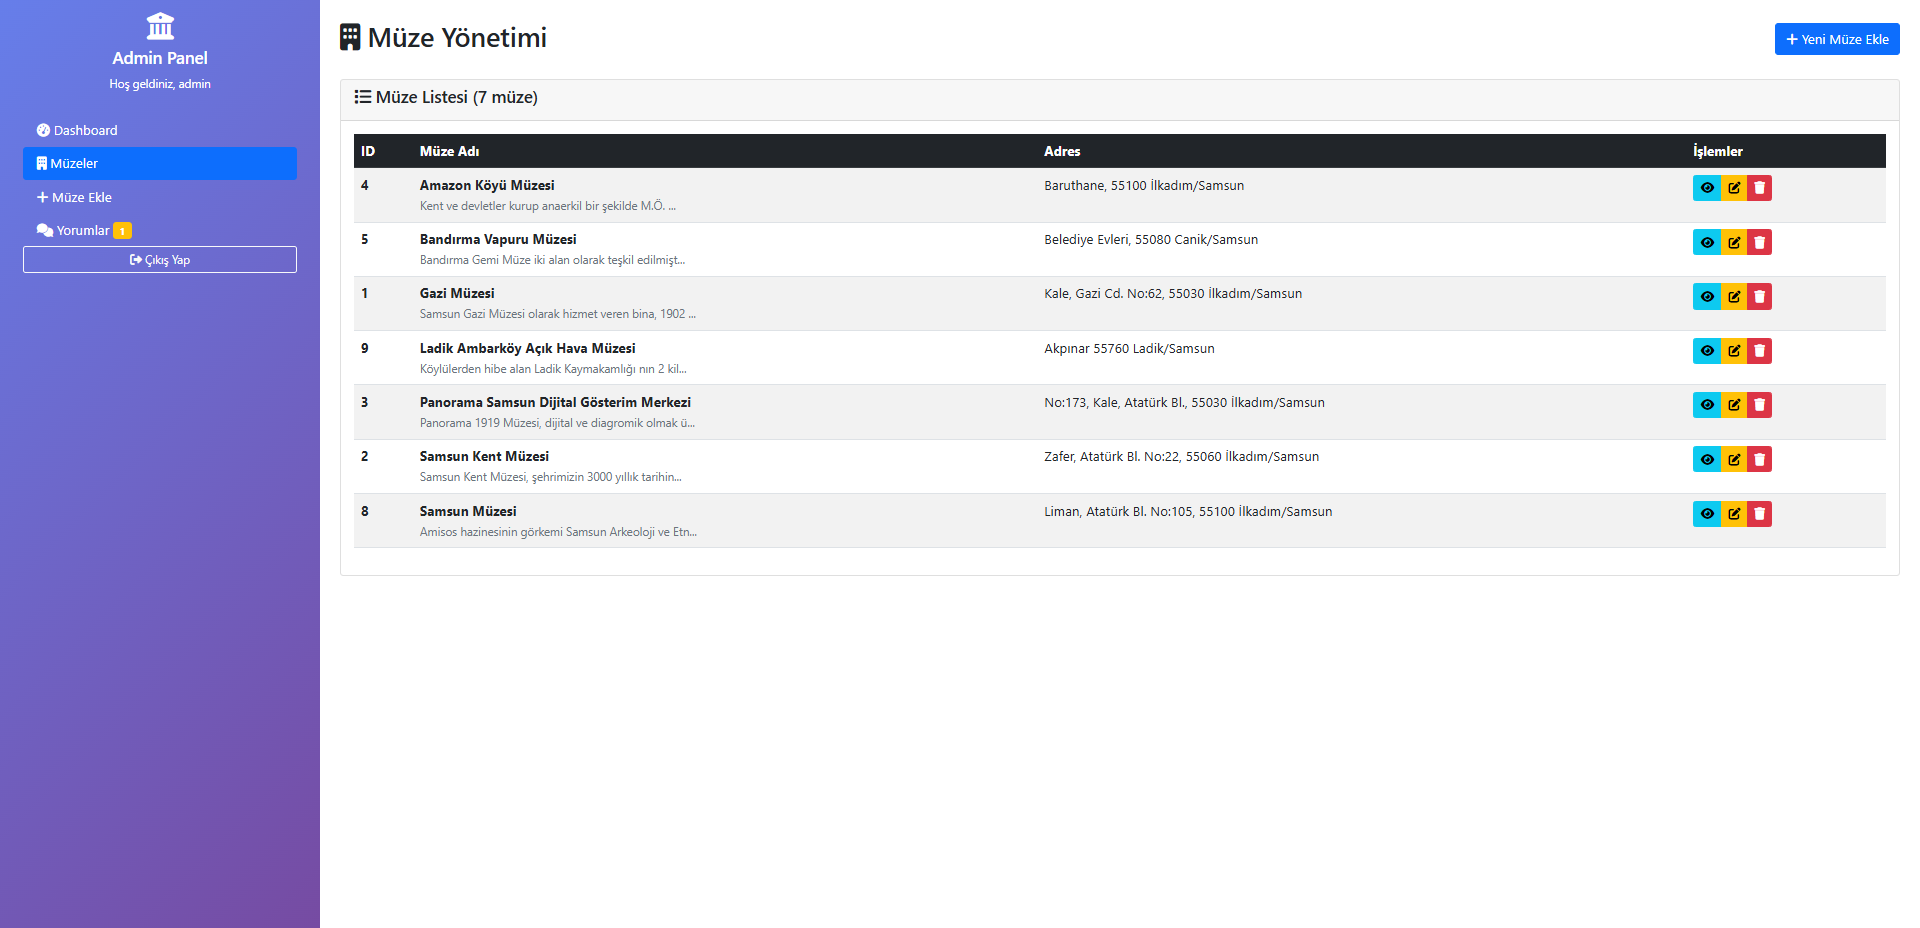 Admin Panel
Hoş geldiniz, admin
Dashboard
Müzeler
Müze Ekle
Yorumlar 1
Çıkış Yap
Müze Yönetimi
Yeni Müze Ekle
Müze Listesi (7 müze)
ID Müze Adı Adres İşlemler
4 Amazon Köyü Müzesi Baruthane, 55100 İlkadım/Samsun
Kent ve devletler kurup anaerkil bir şekilde M.Ö. ...
5 Bandırma Vapuru Müzesi Belediye Evleri, 55080 Canik/Samsun
Bandırma Gemi Müze iki alan olarak teşkil edilmişt...
1 Gazi Müzesi Kale, Gazi Cd. No:62, 55030 İlkadım/Samsun
Samsun Gazi Müzesi olarak hizmet veren bina, 1902 ...
9 Ladik Ambarköy Açık Hava Müzesi Akpınar 55760 Ladik/Samsun
Köylülerden hibe alan Ladik Kaymakamlığı nın 2 kil...
3 Panorama Samsun Dijital Gösterim Merkezi No:173, Kale, Atatürk Bl., 55030 İlkadım/Samsun
Panorama 1919 Müzesi, dijital ve diagromik olmak ü...
2 Samsun Kent Müzesi Zafer, Atatürk Bl. No:22, 55060 İlkadım/Samsun
Samsun Kent Müzesi, şehrimizin 3000 yıllık tarihin...
8 Samsun Müzesi Liman, Atatürk Bl. No:105, 55100 İlkadım/Samsun
Amisos hazinesinin görkemi Samsun Arkeoloji ve Etn...